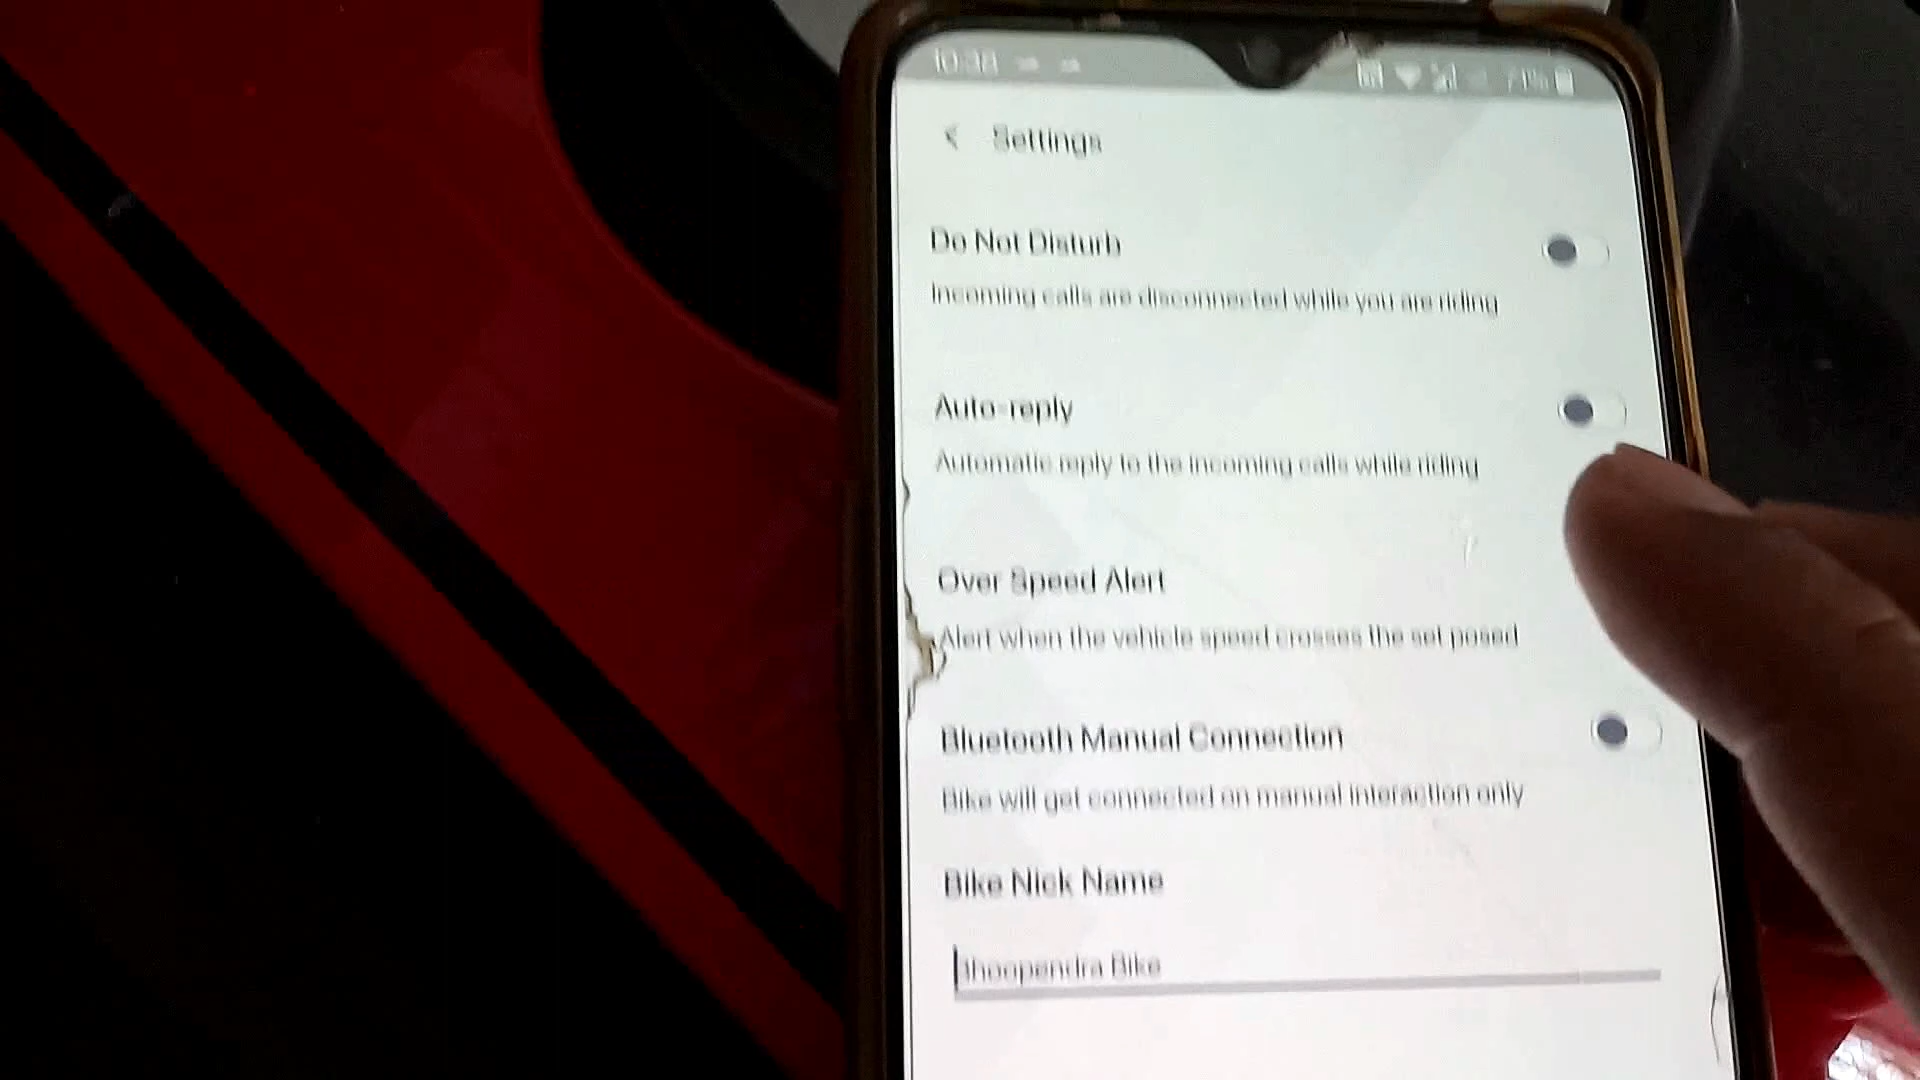 10:38 71%
Settings
Do Not Disturb
Incoming calls are disconnected while you are riding
Auto-reply
Automatic reply to the incoming calls while riding
Over Speed Alert
Alert when the vehicle speed crosses the set posed
Bluetooth Manual Connection
Bike will get connected on manual interaction only
Bike Nick Name
Bhoopendra Bike